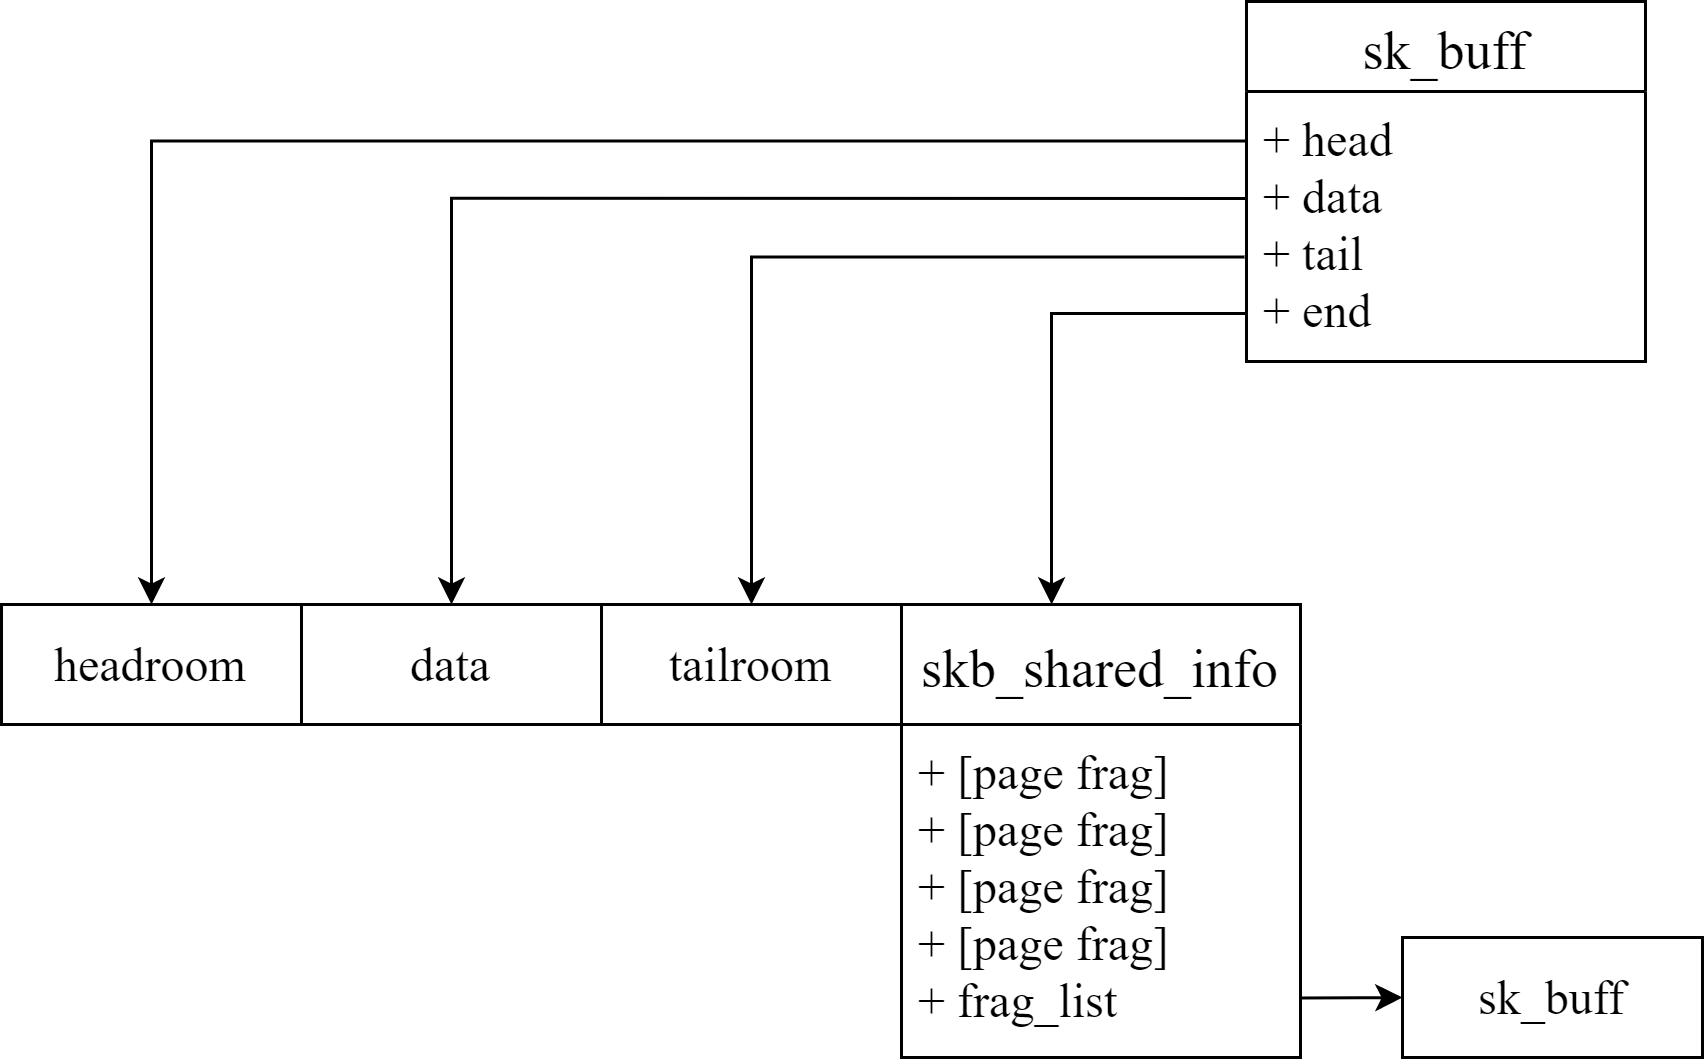 sk_buff
+ head
+ data
+ tail
+ end
headroom
data
tailroom
skb_shared_info
+ [page frag]
+ [page frag]
+ [page frag]
+ [page frag]
+ frag_list
sk_buff